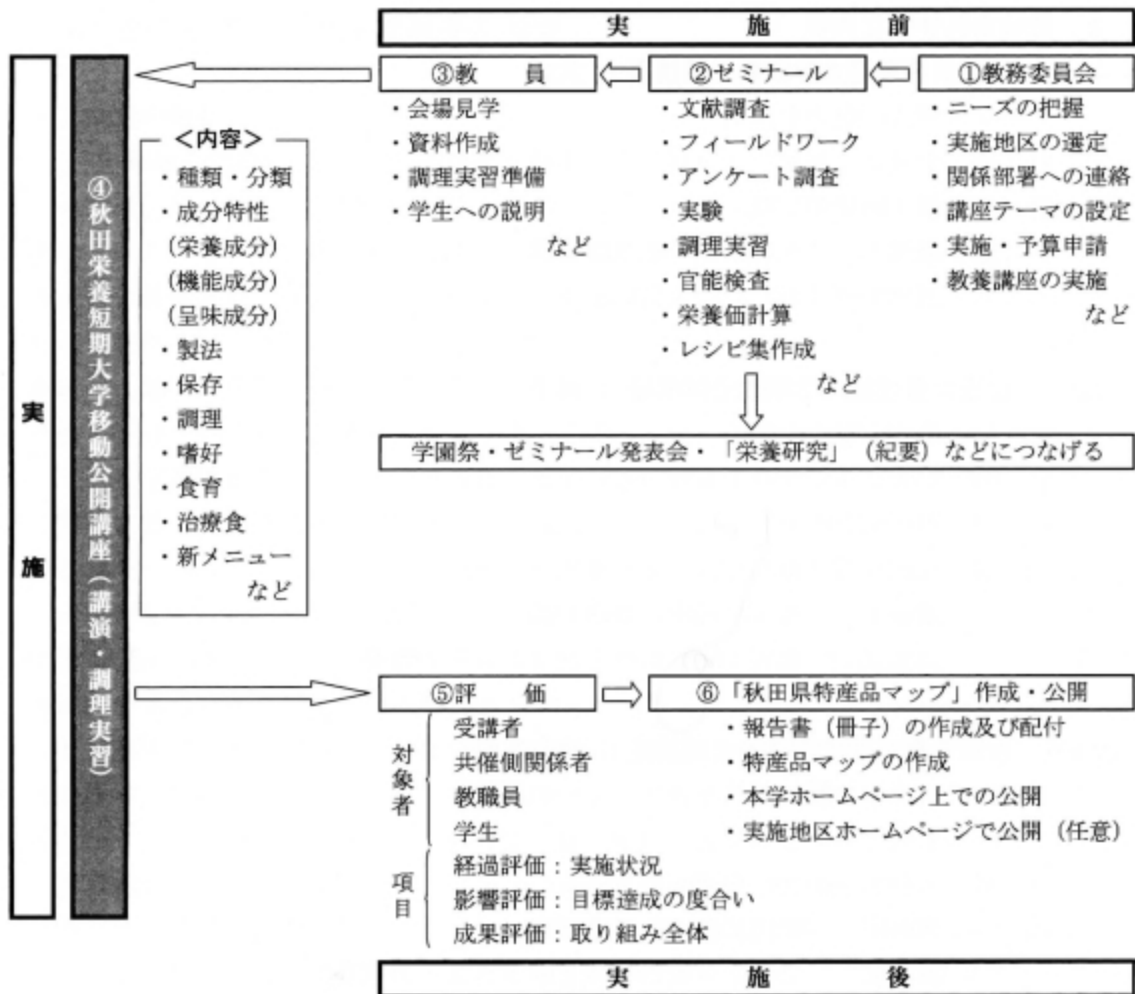 実施前
①教務委員会
・ニーズの把握
・実施地区の選定
・関係部署への連絡
・講座テーマの設定
・実施・予算申請
・教養講座の実施
など
②ゼミナール
・文献調査
・フィールドワーク
・アンケート調査
・実験
・調理実習
・官能検査
・栄養価計算
・レシピ集作成
など
学園祭・ゼミナール発表会・「栄養研究」（紀要）などにつなげる
③教員
・会場見学
・資料作成
・調理実習準備
・学生への説明
など
実施
④秋田栄養短期大学移動公開講座（講演・調理実習）
＜内容＞
・種類・分類
・成分特性
（栄養成分）
（機能成分）
（呈味成分）
・製法
・保存
・調理
・嗜好
・食育
・治療食
・新メニュー
など
⑤評価
対象者
受講者
共催側関係者
教職員
学生
項目
経過評価：実施状況
影響評価：目標達成の度合い
成果評価：取り組み全体
⑥「秋田県特産品マップ」作成・公開
・報告書（冊子）の作成及び配付
・特産品マップの作成
・本学ホームページ上での公開
・実施地区ホームページで公開（任意）
実施後